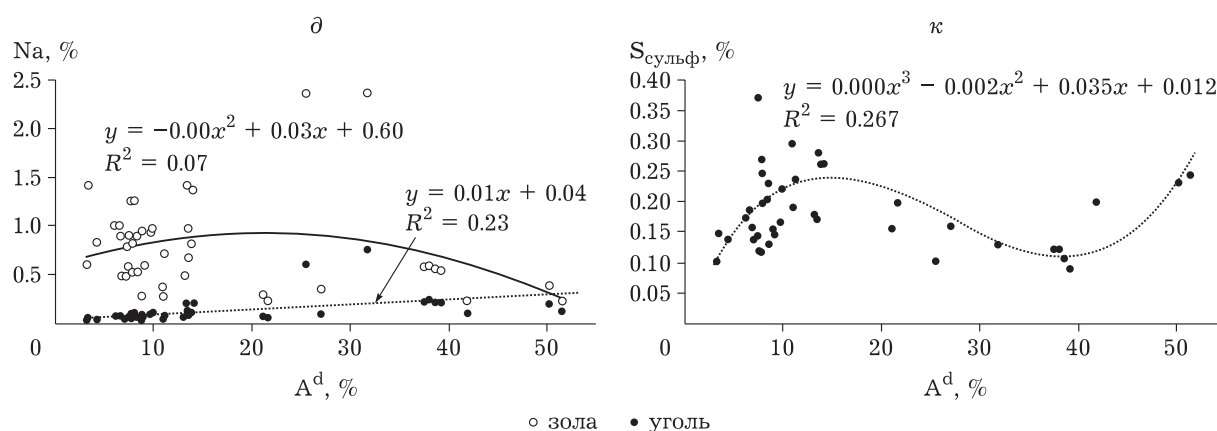 д
Na, %
2.5
2.0
1.5
1.0
0.5
0
10
20
30
40
50
y = −0.00x² + 0.03x + 0.60
R² = 0.07
y = 0.01x + 0.04
R² = 0.23
Aᵈ, %
к
Sсульф, %
0.40
0.35
0.30
0.25
0.20
0.15
0.10
0.05
0
10
20
30
40
50
y = 0.000x³ − 0.002x² + 0.035x + 0.012
R² = 0.267
Aᵈ, %
зола
уголь